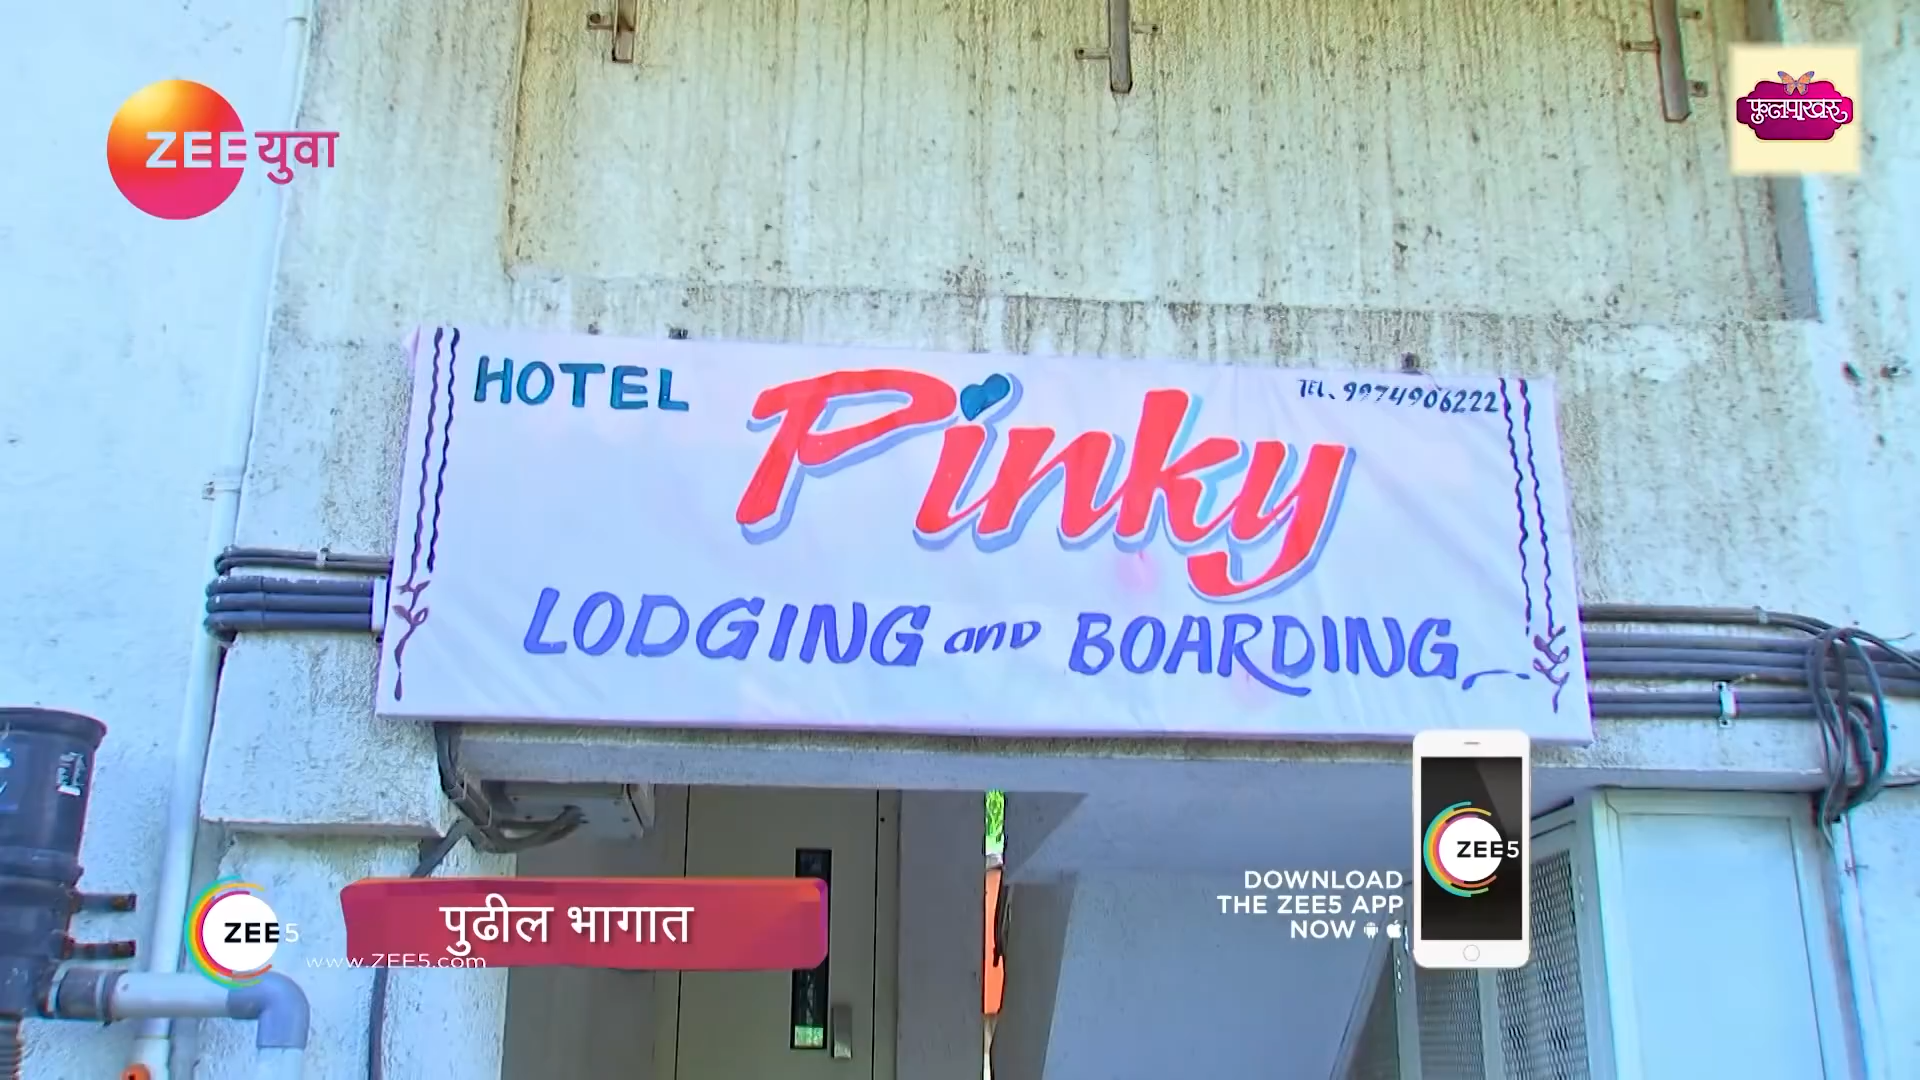 ZEE युवा
फुलपाखरू
HOTEL
Pinky
TEL. 9974906222
LODGING and BOARDING
ZEE5
DOWNLOAD
THE ZEE5 APP
NOW
ZEE5
पुढील भागात
www.ZEE5.com